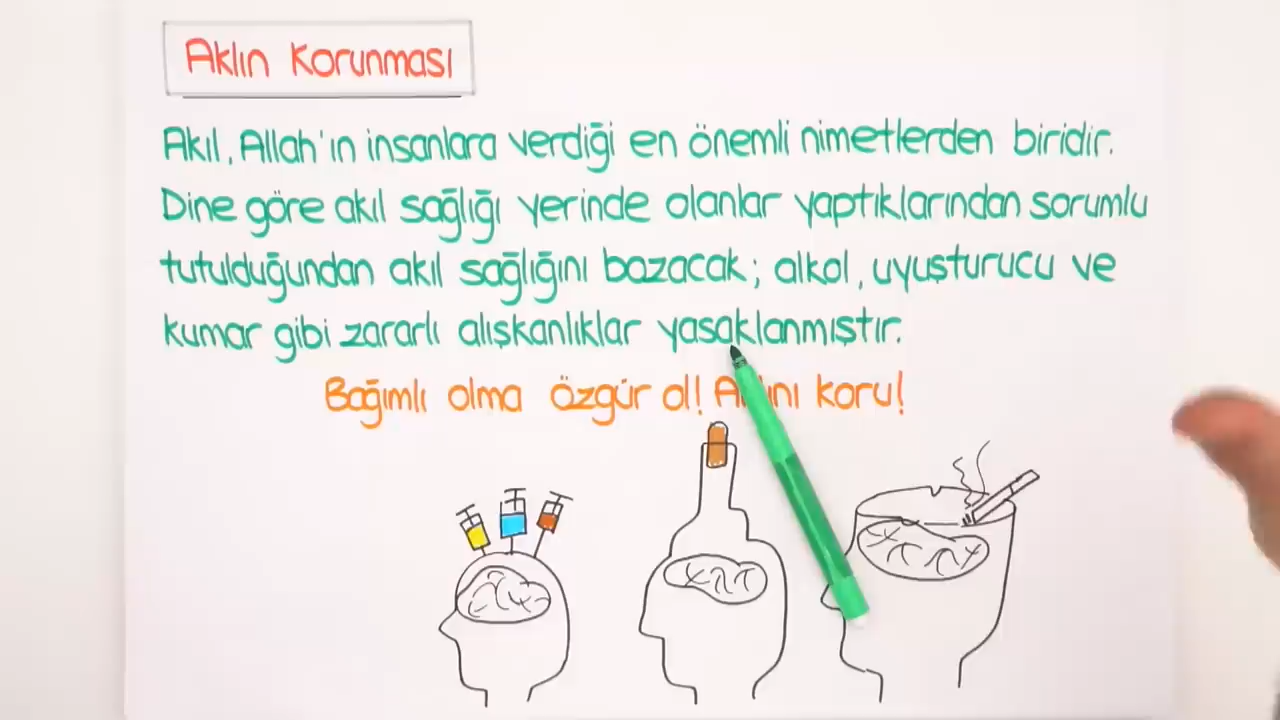 Aklın Korunması
Akıl, Allah'ın insanlara verdiği en önemli nimetlerden biridir.
Dine göre akıl sağlığı yerinde olanlar yaptıklarından sorumlu
tutulduğundan akıl sağlığını bozacak; alkol, uyuşturucu ve
kumar gibi zararlı alışkanlıklar yasaklanmıştır.
Bağımlı olma özgür ol! koru!